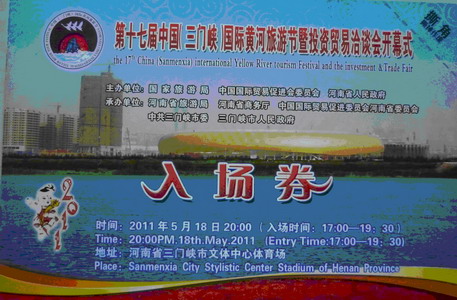 第十七届中国(三门峡)国际黄河旅游节暨投资贸易洽谈会开幕式
the 17th China (Sanmenxia) international Yellow River tourism Festival and the investment & Trade Fair
主办单位:国家旅游局 中国国际贸易促进会委员会 河南省人民政府
承办单位:河南省旅游局 河南省商务厅 中国国际贸易促进委员会河南省委员会
中共三门峡市委 三门峡市人民政府
入场券
2011
时间:2011年5月18日20:00(入场时间:17:00—19:30)
Time:20:00PM.18th.May.2011 (Entry Time:17:00—19:30)
地址:河南省三门峡市文体中心体育场
Place: Sanmenxia City Stylistic Center Stadium of Henan Province